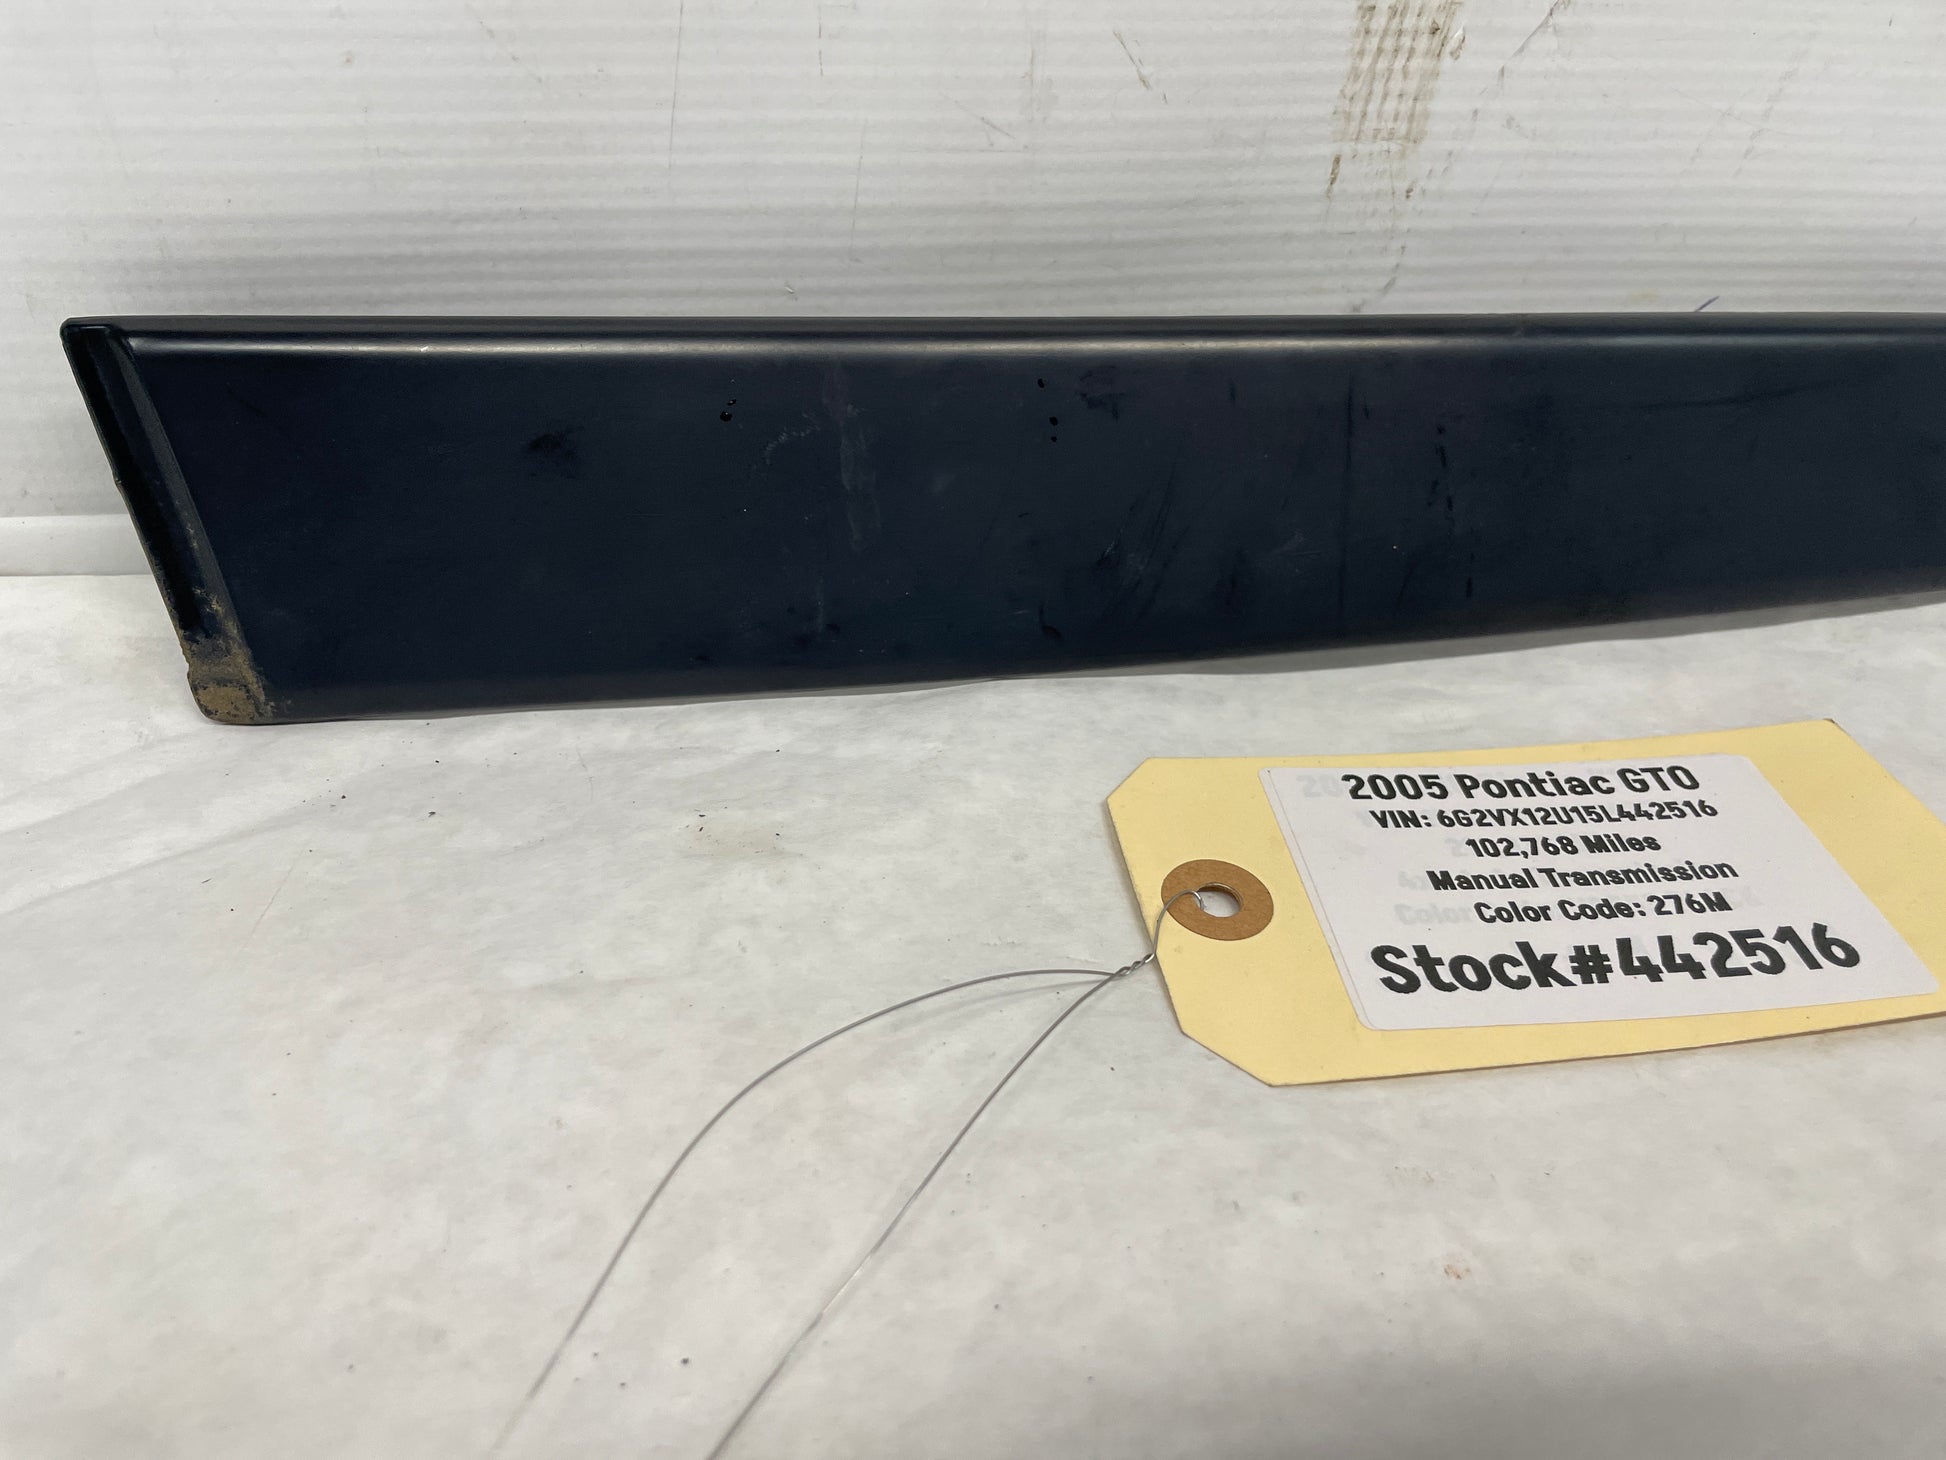 2005 Pontiac GTO
VIN: 6G2VX12U15L442516
102,768 Miles
Manual Transmission
Color Code: 276M
Stock#442516